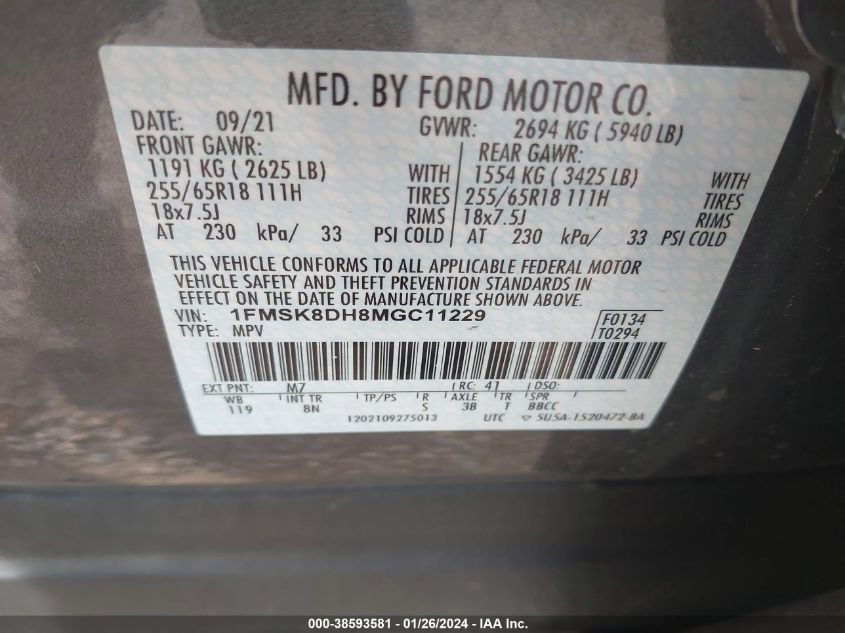 MFD. BY FORD MOTOR CO.
DATE: 09/21 GVWR: 2694 KG ( 5940 LB)
FRONT GAWR: REAR GAWR:
1191 KG ( 2625 LB) WITH 1554 KG ( 3425 LB) WITH
255/65R18 111H TIRES 255/65R18 111H TIRES
18x7.5J RIMS 18x7.5J RIMS
AT 230 kPa/ 33 PSI COLD AT 230 kPa/ 33 PSI COLD
THIS VEHICLE CONFORMS TO ALL APPLICABLE FEDERAL MOTOR
VEHICLE SAFETY AND THEFT PREVENTION STANDARDS IN
EFFECT ON THE DATE OF MANUFACTURE SHOWN ABOVE.
VIN: 1FMSK8DH8MGC11229 F0134
TYPE: MPV T0294
EXT PNT: M7 RC: 41 DSO:
WB INT TR TP/PS R AXLE TR SPR
119 8N S 3B T BBCC
1202109275013 UTC SU5A-1520472-BA
000-38593581 - 01/26/2024 - IAA Inc.